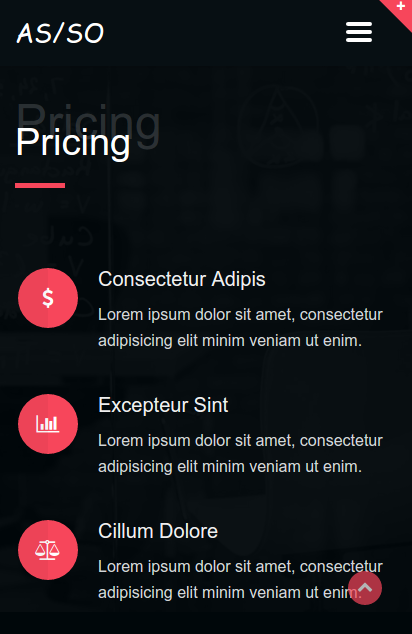 AS/SO
+
Pricing
Pricing
$
Consectetur Adipis
Lorem ipsum dolor sit amet, consectetur
adipisicing elit minim veniam ut enim.
Excepteur Sint
Lorem ipsum dolor sit amet, consectetur
adipisicing elit minim veniam ut enim.
Cillum Dolore
Lorem ipsum dolor sit amet, consectetur
adipisicing elit minim veniam ut enim.